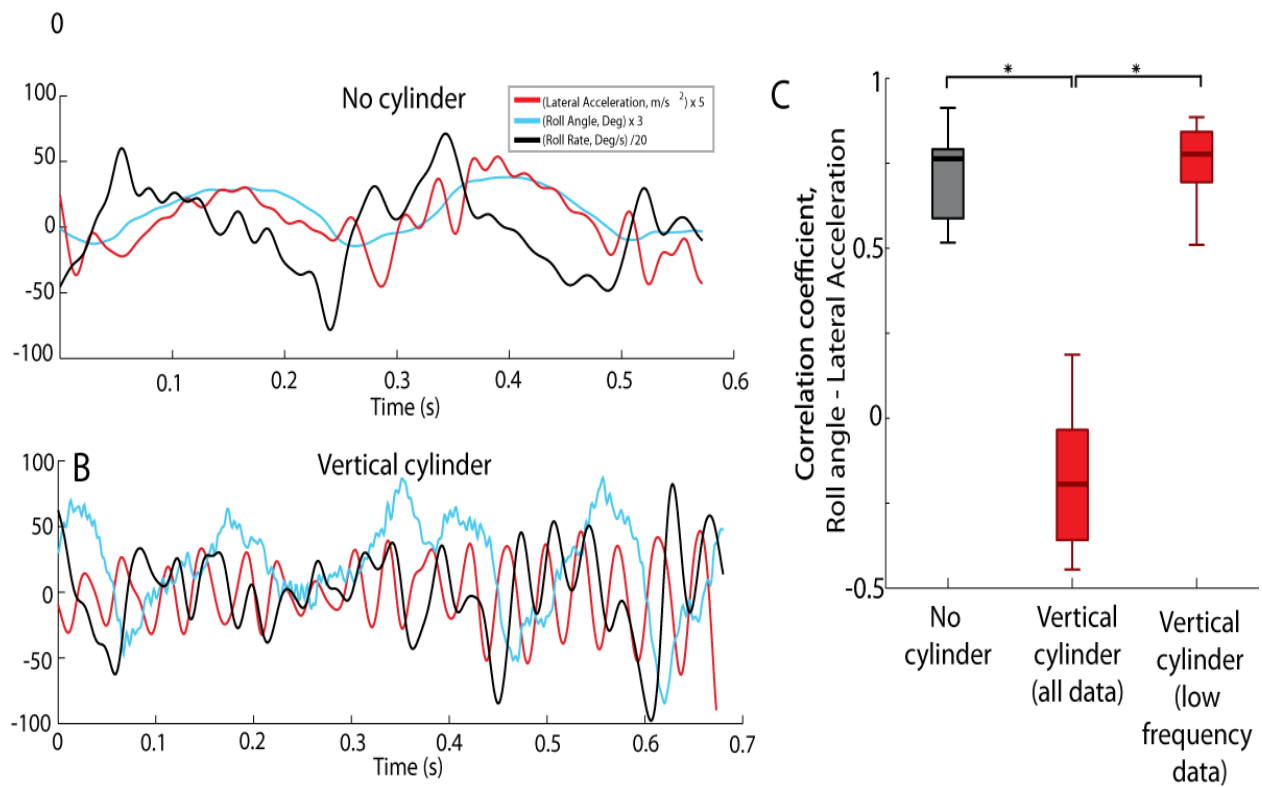 0
No cylinder
(Lateral Acceleration, m/s 2) x 5
(Roll Angle, Deg) x 3
(Roll Rate, Deg/s) /20
100
50
0
-50
-100
0.1 0.2 0.3 0.4 0.5 0.6
Time (s)
B
Vertical cylinder
100
50
0
-50
-100
0 0.1 0.2 0.3 0.4 0.5 0.6 0.7
Time (s)
C
* *
Correlation coefficient,
Roll angle - Lateral Acceleration
1
0.5
0
-0.5
No
cylinder
Vertical
cylinder
(all data)
Vertical
cylinder
(low
frequency
data)